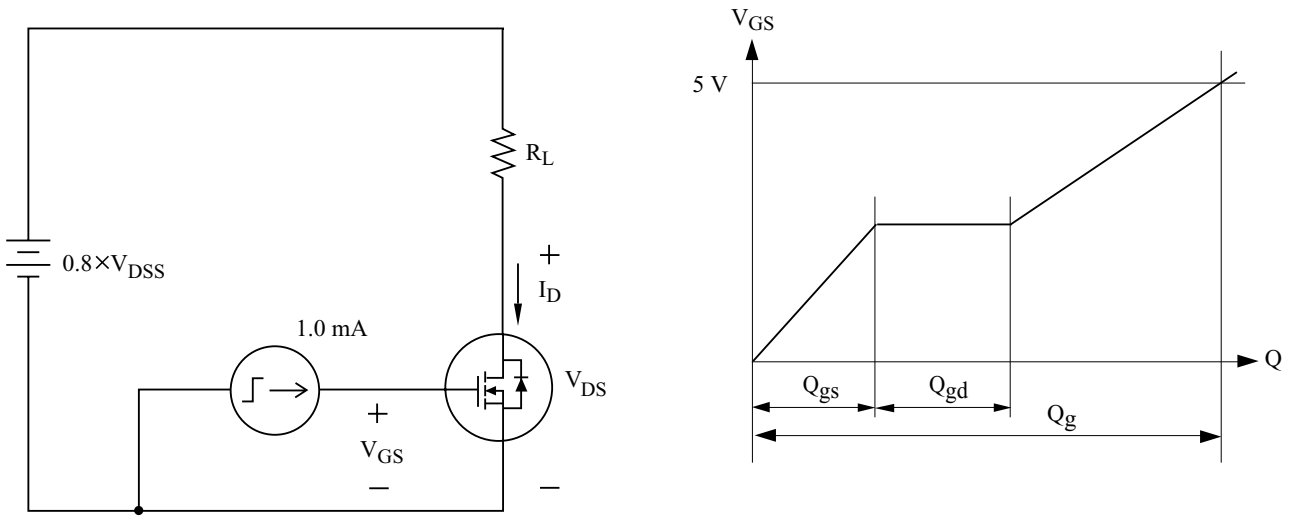 R_L
0.8×V_DSS
+
I_D
1.0 mA
V_DS
+
V_GS
−
−
V_GS
5 V
Q
Q_gs
Q_gd
Q_g